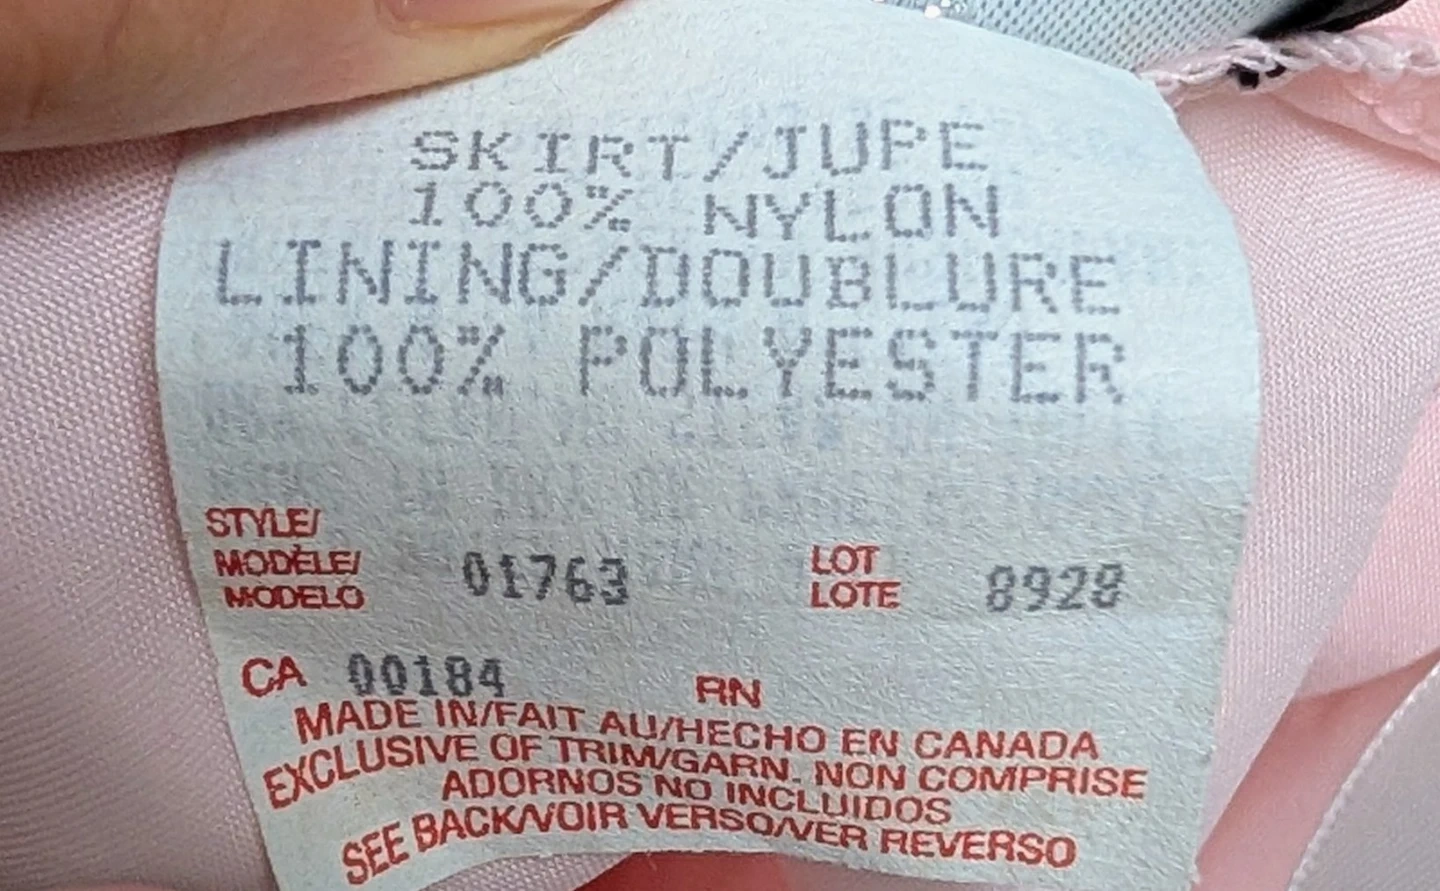 SKIRT/JUPE
100% NYLON
LINING/DOUBLURE
100% POLYESTER
STYLE/
MODÈLE/
MODELO
01763
LOT
LOTE
8928
CA 00184 RN
MADE IN/FAIT AU/HECHO EN CANADA
EXCLUSIVE OF TRIM/GARN. NON COMPRISE
ADORNOS NO INCLUIDOS
SEE BACK/VOIR VERSO/VER REVERSO